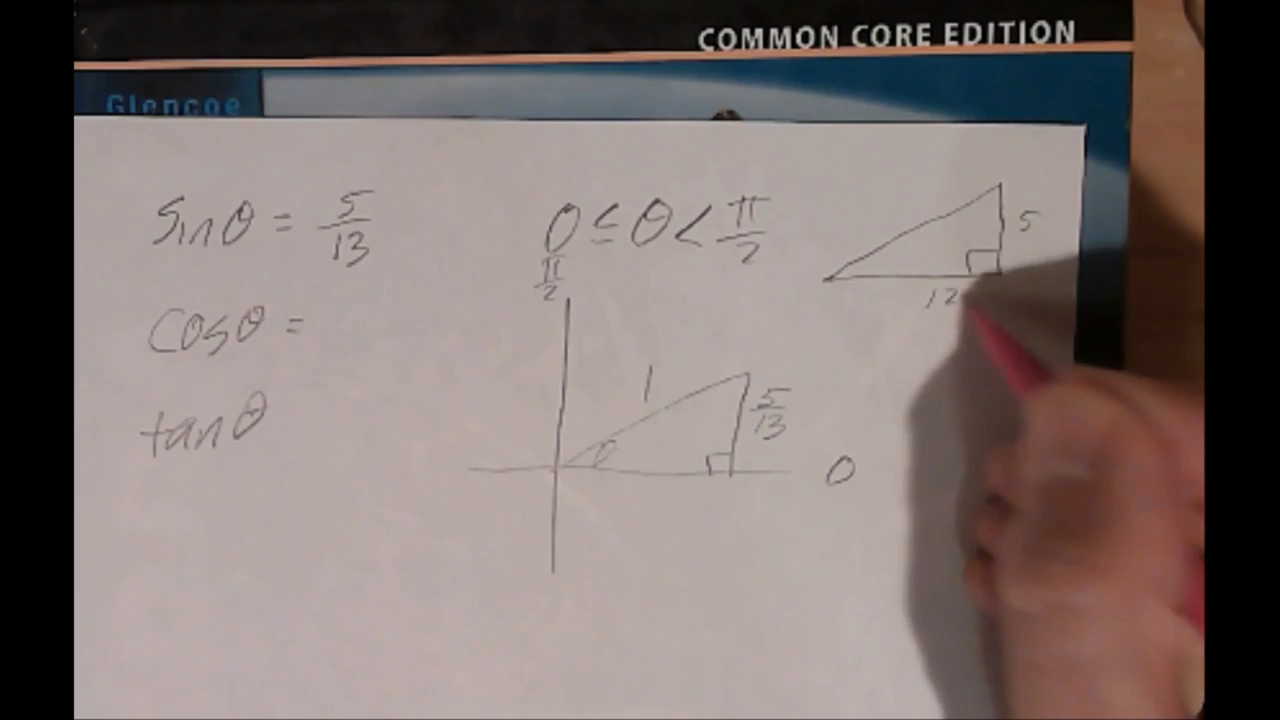 COMMON CORE EDITION
Glencoe
sinθ = 5/13
0 ≤ θ < π/2
5
12
π/2
cosθ =
1
5/13
tanθ
θ
0